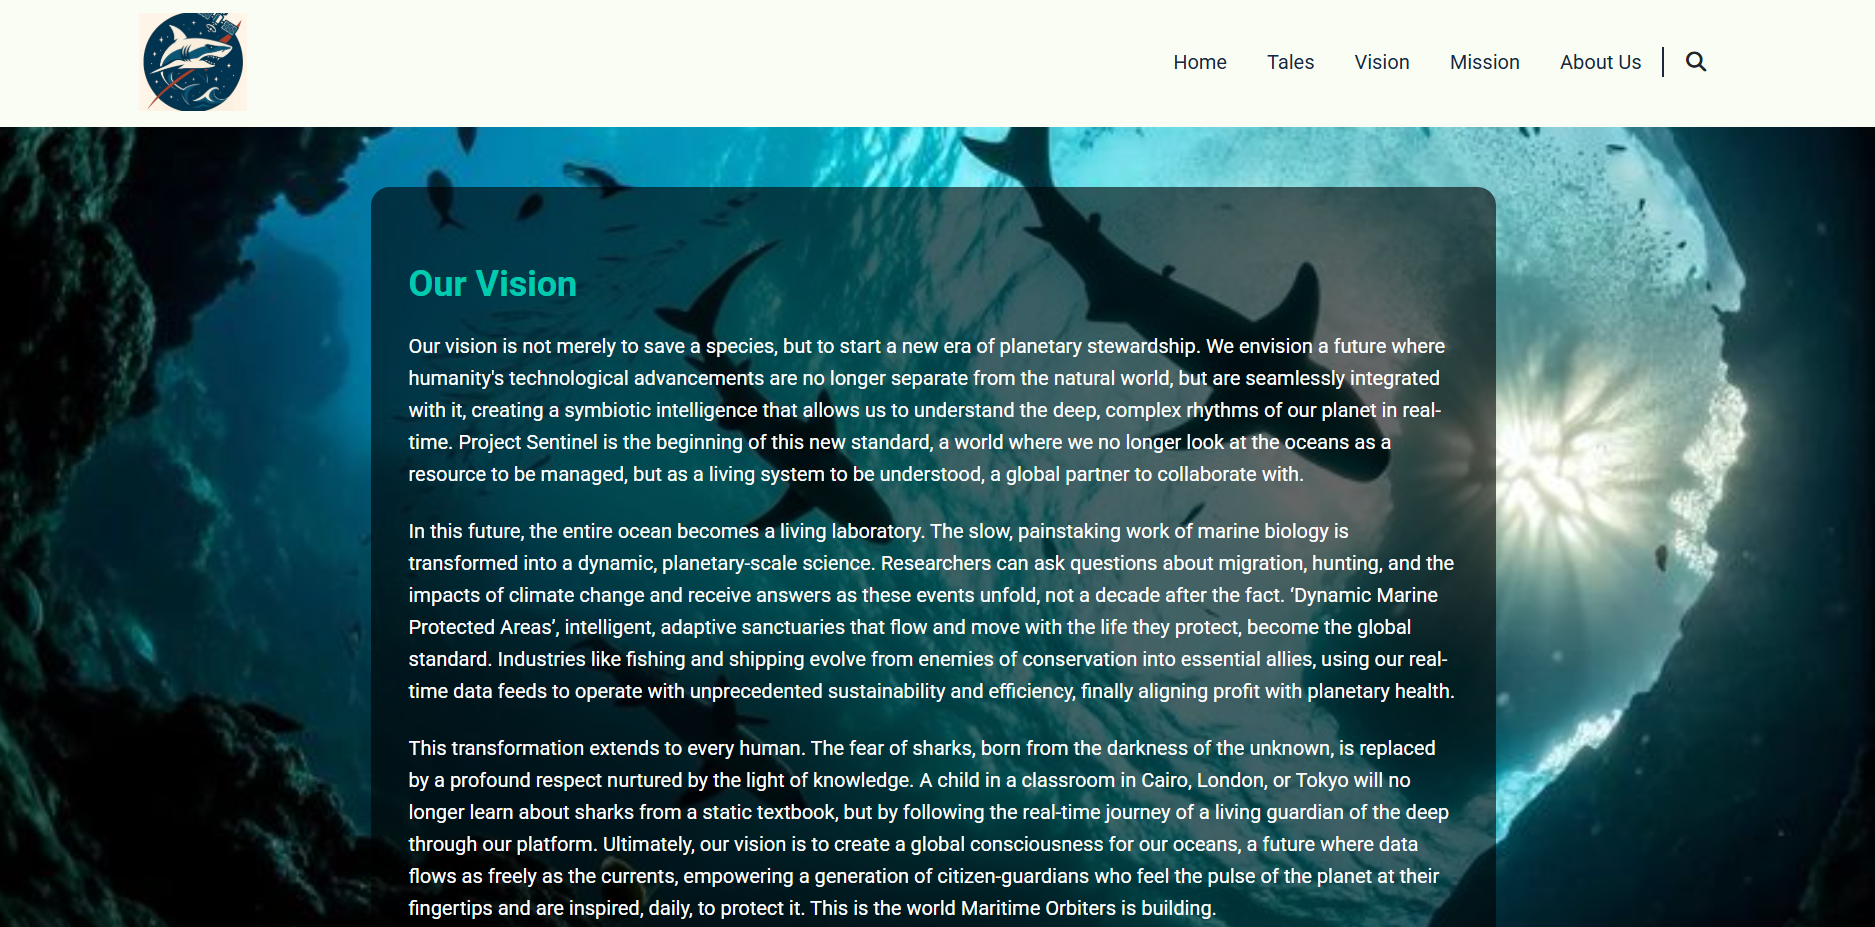 Home Tales Vision Mission About Us
Our Vision
Our vision is not merely to save a species, but to start a new era of planetary stewardship. We envision a future where
humanity's technological advancements are no longer separate from the natural world, but are seamlessly integrated
with it, creating a symbiotic intelligence that allows us to understand the deep, complex rhythms of our planet in real-
time. Project Sentinel is the beginning of this new standard, a world where we no longer look at the oceans as a
resource to be managed, but as a living system to be understood, a global partner to collaborate with.
In this future, the entire ocean becomes a living laboratory. The slow, painstaking work of marine biology is
transformed into a dynamic, planetary-scale science. Researchers can ask questions about migration, hunting, and the
impacts of climate change and receive answers as these events unfold, not a decade after the fact. ‘Dynamic Marine
Protected Areas’, intelligent, adaptive sanctuaries that flow and move with the life they protect, become the global
standard. Industries like fishing and shipping evolve from enemies of conservation into essential allies, using our real-
time data feeds to operate with unprecedented sustainability and efficiency, finally aligning profit with planetary health.
This transformation extends to every human. The fear of sharks, born from the darkness of the unknown, is replaced
by a profound respect nurtured by the light of knowledge. A child in a classroom in Cairo, London, or Tokyo will no
longer learn about sharks from a static textbook, but by following the real-time journey of a living guardian of the deep
through our platform. Ultimately, our vision is to create a global consciousness for our oceans, a future where data
flows as freely as the currents, empowering a generation of citizen-guardians who feel the pulse of the planet at their
fingertips and are inspired, daily, to protect it. This is the world Maritime Orbiters is building.